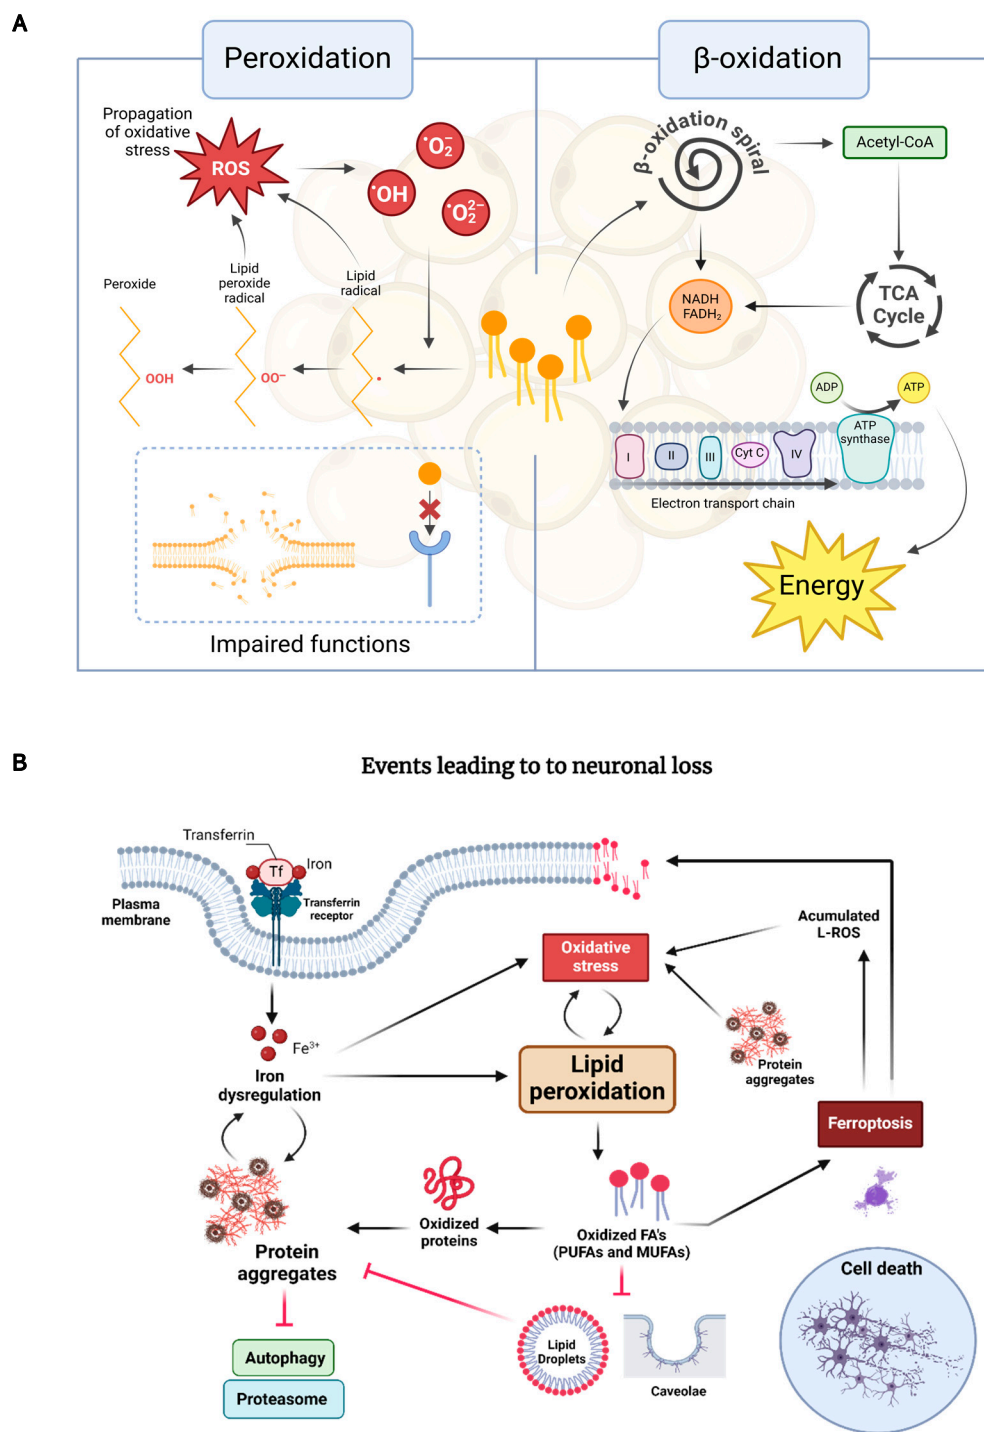 A
Peroxidation
β-oxidation
Propagation
of oxidative
stress
ROS
•O₂⁻
•OH
•O₂²⁻
β-oxidation spiral
Acetyl-CoA
Peroxide
Lipid
peroxide
radical
Lipid
radical
NADH
FADH₂
TCA
Cycle
OOH
OO⁻
ADP
ATP
ATP
synthase
I
II
III
Cyt C
IV
Electron transport chain
Energy
Impaired functions
B
Events leading to to neuronal loss
Transferrin
Tf
Iron
Transferrin
receptor
Plasma
membrane
Acumulated
L-ROS
Oxidative
stress
Fe³⁺
Iron
dysregulation
Lipid
peroxidation
Protein
aggregates
Ferroptosis
Oxidized
proteins
Oxidized FA's
(PUFAs and MUFAs)
Protein
aggregates
Cell death
Lipid
Droplets
Caveolae
Autophagy
Proteasome